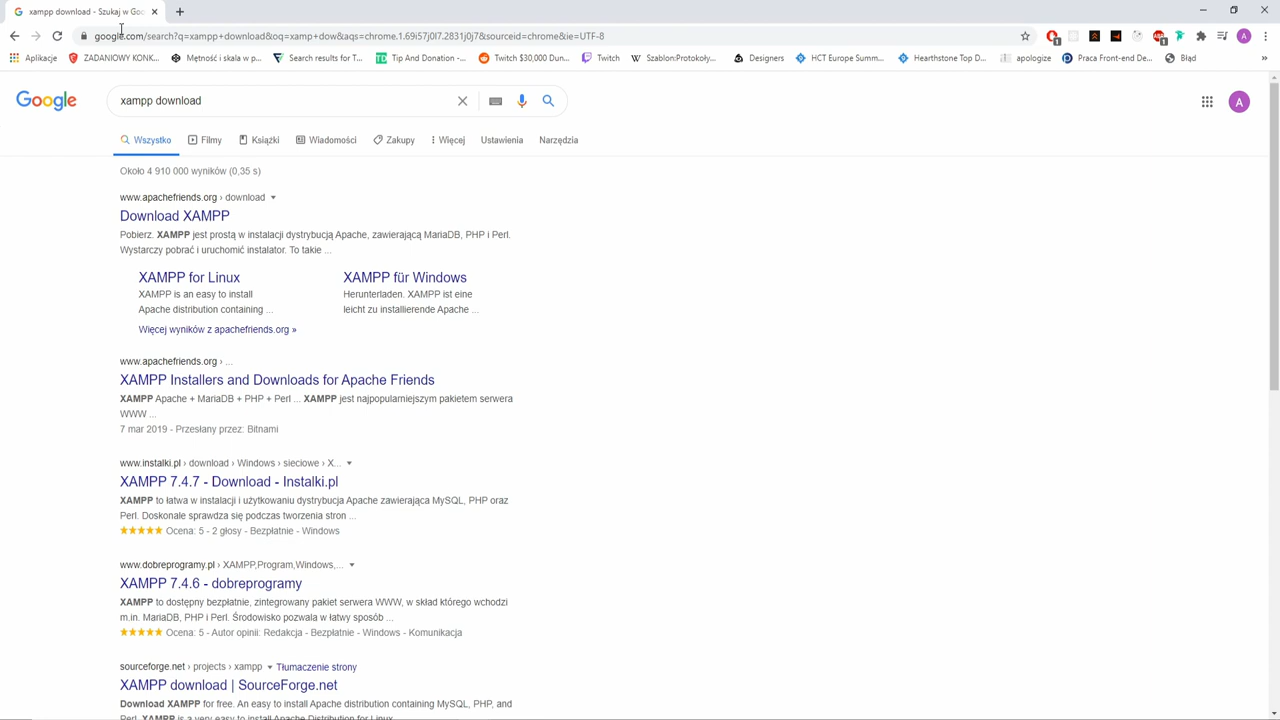 xampp download - Szukaj w Goo
google.com/search?q=xampp+download&oq=xamp+dow&aqs=chrome.1.69i57j0l7.2831j0j7&sourceid=chrome&ie=UTF-8
Aplikacje ZADANIOWY KONK... Mętność i skala w p... Search results for T... Tip And Donation -... Twitch $30,000 Dun... Twitch Szablon:Protokoły... Designers HCT Europe Summ... Hearthstone Top D... apologize Praca Front-end De... Błąd
Google xampp download A
Wszystko Filmy Książki Wiadomości Zakupy Więcej Ustawienia Narzędzia
Około 4 910 000 wyników (0,35 s)
www.apachefriends.org › download
Download XAMPP
Pobierz. XAMPP jest prostą w instalacji dystrybucją Apache, zawierającą MariaDB, PHP i Perl.
Wystarczy pobrać i uruchomić instalator. To takie ...
XAMPP for Linux XAMPP für Windows
XAMPP is an easy to install Herunterladen. XAMPP ist eine
Apache distribution containing ... leicht zu installierende Apache ...
Więcej wyników z apachefriends.org »
www.apachefriends.org › ...
XAMPP Installers and Downloads for Apache Friends
XAMPP Apache + MariaDB + PHP + Perl ... XAMPP jest najpopularniejszym pakietem serwera
WWW ...
7 mar 2019 - Przesłany przez: Bitnami
www.instalki.pl › download › Windows › sieciowe › X...
XAMPP 7.4.7 - Download - Instalki.pl
XAMPP to łatwa w instalacji i użytkowaniu dystrybucja Apache zawierająca MySQL, PHP oraz
Perl. Doskonale sprawdza się podczas tworzenia stron ...
Ocena: 5 - 2 głosy - Bezpłatnie - Windows
www.dobreprogramy.pl › XAMPP,Program,Windows,...
XAMPP 7.4.6 - dobreprogramy
XAMPP to dostępny bezpłatnie, zintegrowany pakiet serwera WWW, w skład którego wchodzi
m.in. MariaDB, PHP i Perl. Środowisko pozwala w łatwy sposób ...
Ocena: 5 - Autor opinii: Redakcja - Bezpłatnie - Windows - Komunikacja
sourceforge.net › projects › xampp Tłumaczenie strony
XAMPP download | SourceForge.net
Download XAMPP for free. An easy to install Apache distribution containing MySQL, PHP, and
Perl. XAMPP is a very easy to install Apache Distribution for Linux